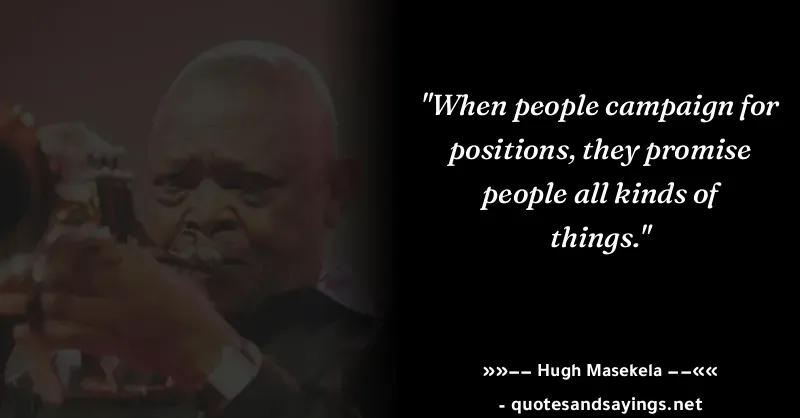 "When people campaign for
positions, they promise
people all kinds of
things."
»»−− Hugh Masekela −−««
- quotesandsayings.net